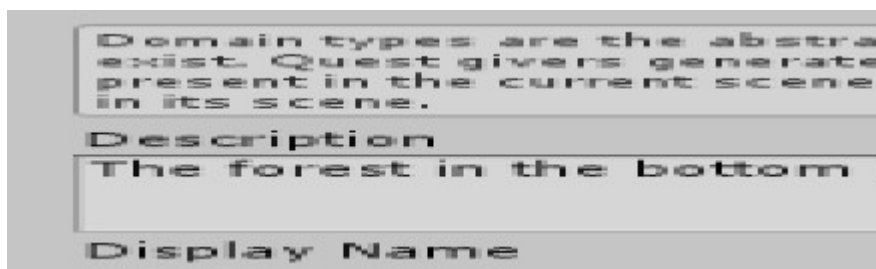 Domain types are the abstra
exist. Quest givers generate
present in the current scene
in its scene.
Description
The forest in the bottom
Display Name